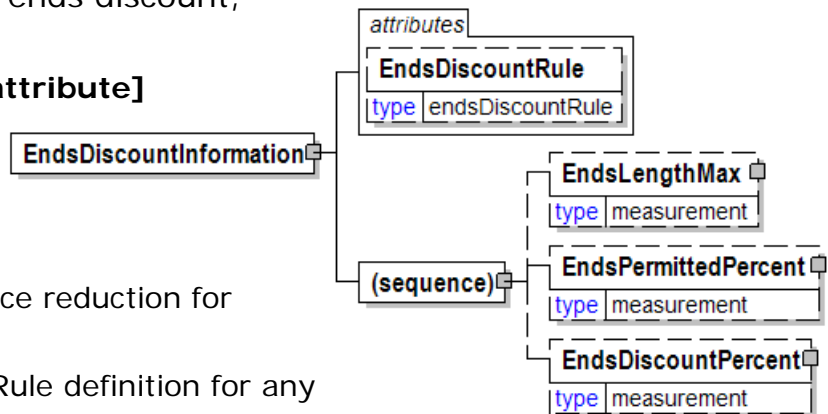 ends discount,
attributes
EndsDiscountRule
type endsDiscountRule
attribute]
EndsDiscountInformation
EndsLengthMax
type measurement
(sequence)
EndsPermittedPercent
type measurement
ce reduction for
EndsDiscountPercent
type measurement
Rule definition for any